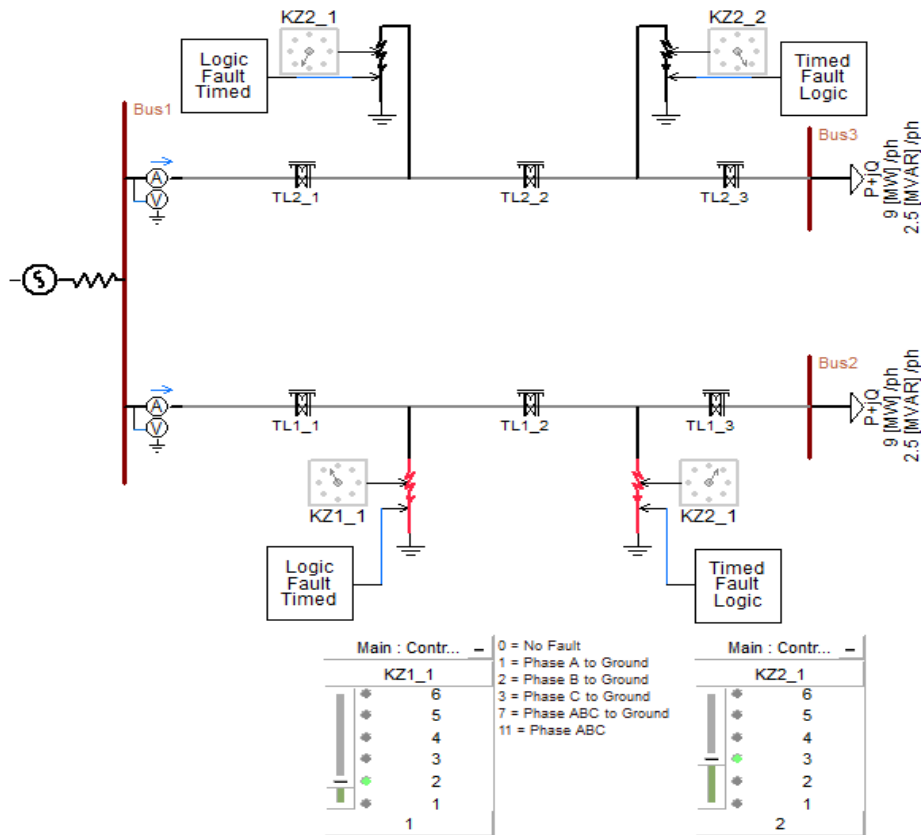 KZ2_1
KZ2_2
Logic
Fault
Timed
Timed
Fault
Logic
Bus1
Bus3
A
V
TL2_1
TL2_2
TL2_3
P+jQ
9 [MW] /ph
2.5 [MVAR] /ph
Bus2
A
V
TL1_1
TL1_2
TL1_3
P+jQ
9 [MW] /ph
2.5 [MVAR] /ph
KZ1_1
KZ2_1
Logic
Fault
Timed
Timed
Fault
Logic
Main : Contr...
KZ1_1
6
5
4
3
2
1
1
0 = No Fault
1 = Phase A to Ground
2 = Phase B to Ground
3 = Phase C to Ground
7 = Phase ABC to Ground
11 = Phase ABC
Main : Contr...
KZ2_1
6
5
4
3
2
1
2